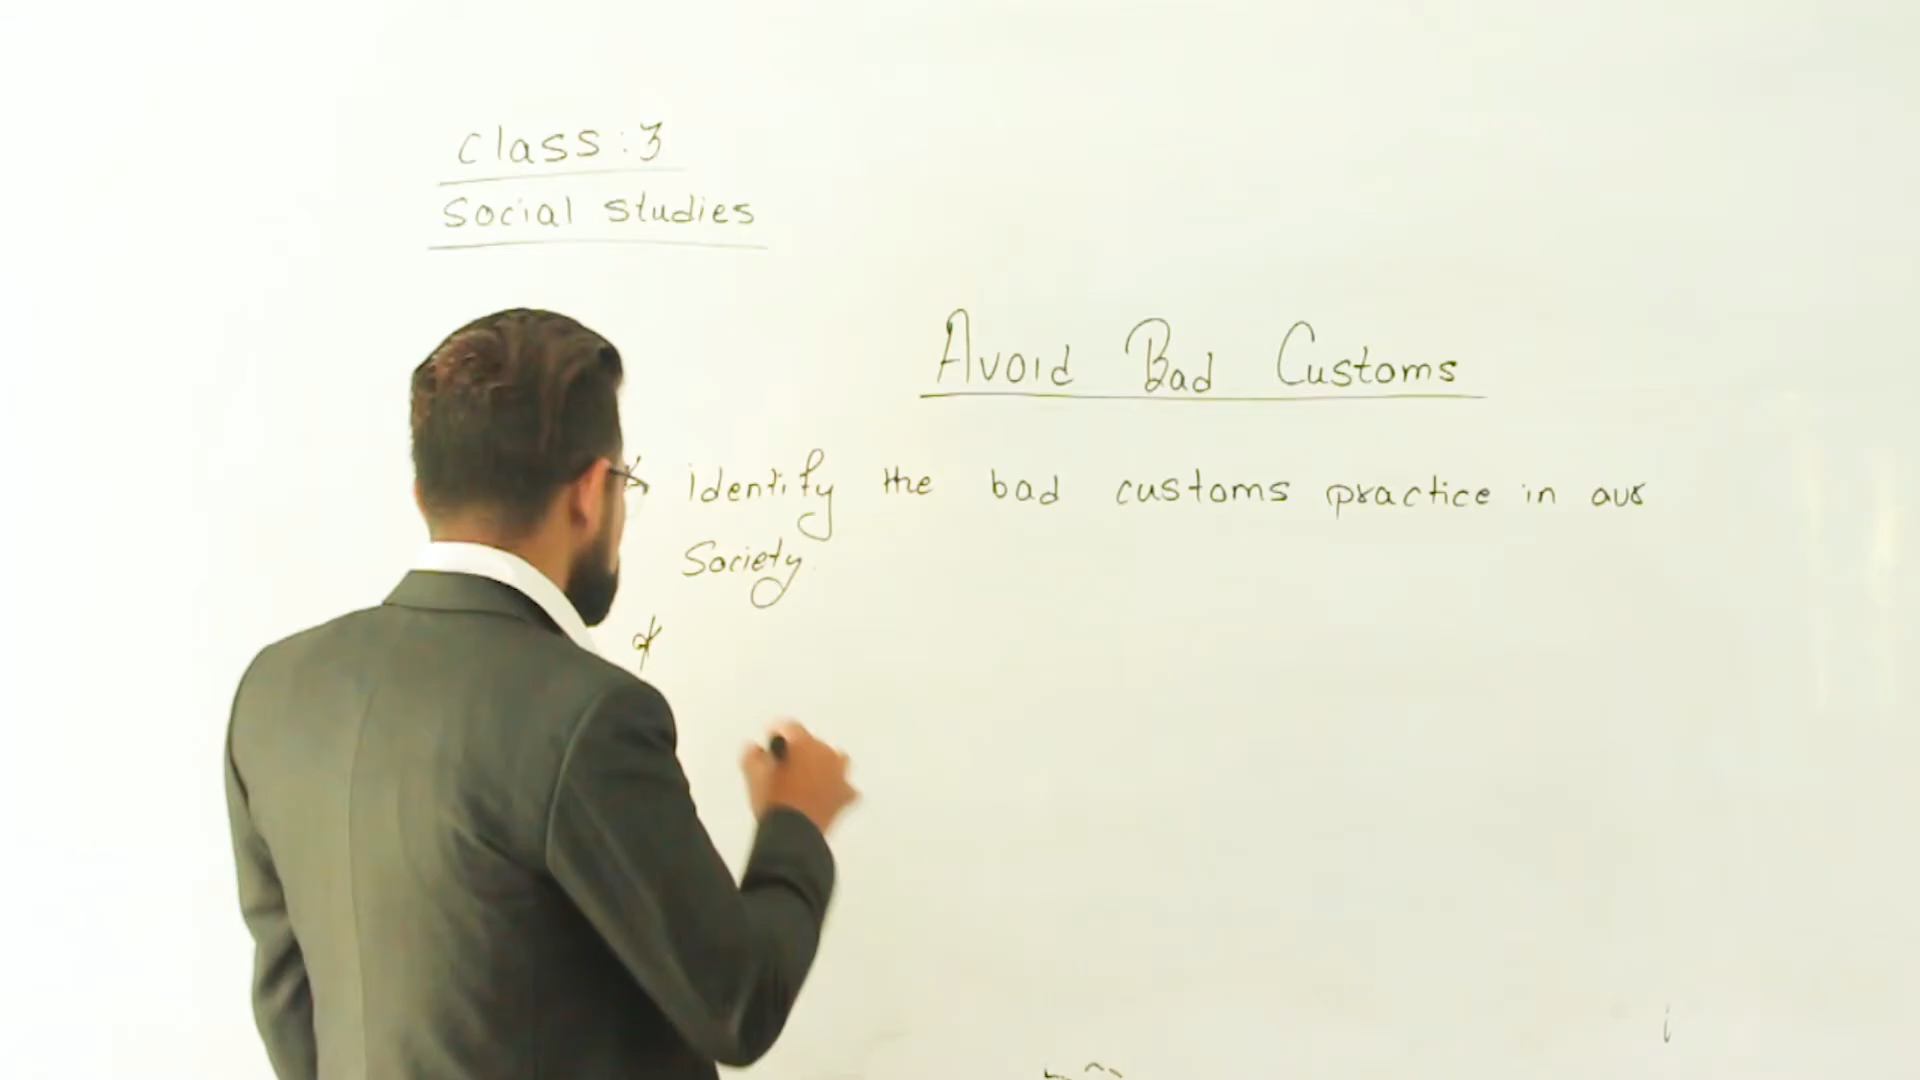 class : 3
Social studies
Avoid Bad Customs
* identify the bad customs practice in our
Society.
*